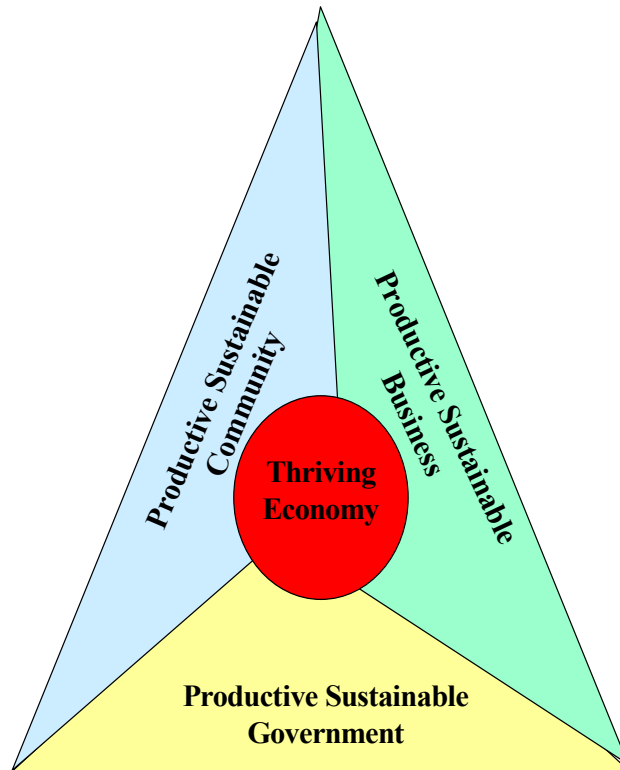 Productive Sustainable
Community
Productive Sustainable
Business
Thriving
Economy
Productive Sustainable
Government